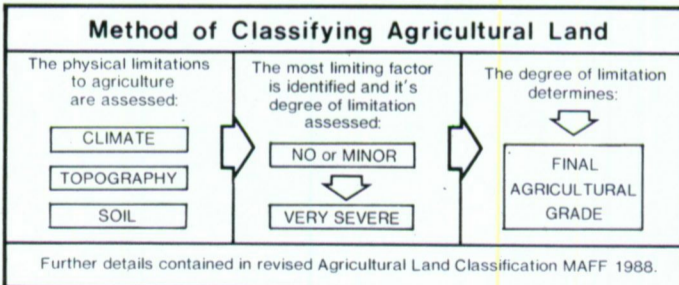 Method of Classifying Agricultural Land
The physical limitations
to agriculture
are assessed:
CLIMATE
TOPOGRAPHY
SOIL
The most limiting factor
is identified and it's
degree of limitation
assessed:
NO or MINOR
VERY SEVERE
The degree of limitation
determines:
FINAL
AGRICULTURAL
GRADE
Further details contained in revised Agricultural Land Classification MAFF 1988.